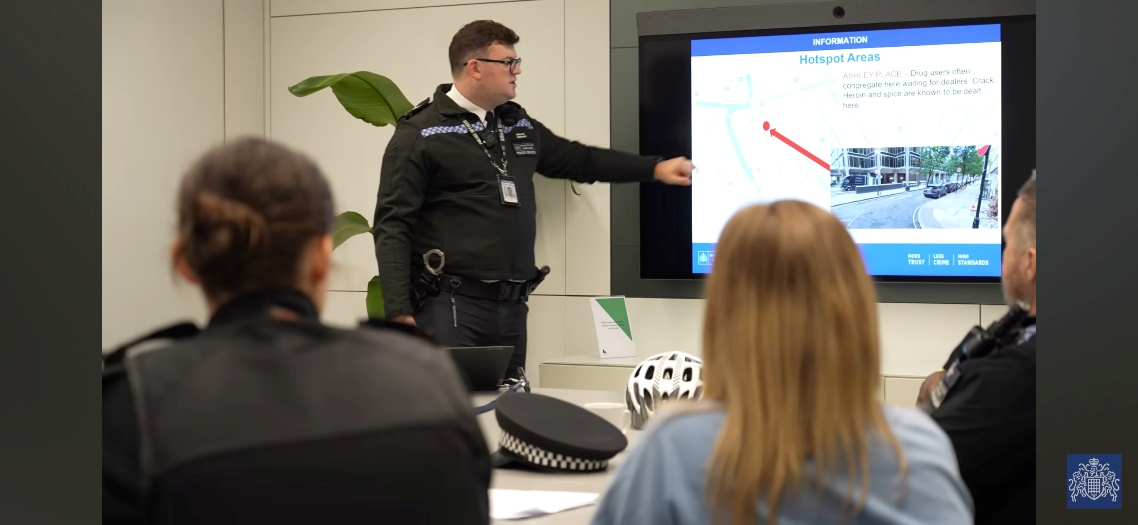 INFORMATION
Hotspot Areas
ASHLEY PLACE – Drug users often
congregate here waiting for dealers. Crack
Heroin and spice are known to be dealt
here.
MORE TRUST | LESS CRIME | HIGH STANDARDS